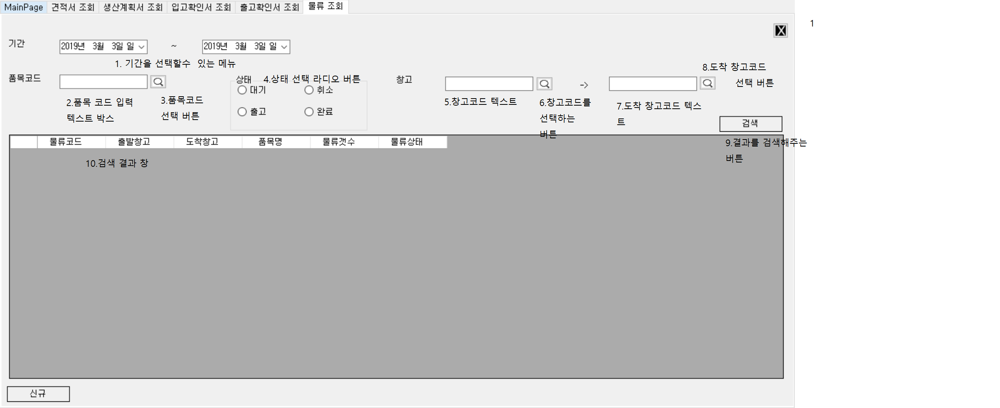 MainPage 견적서 조회 생산계획서 조회 입고확인서 조회 출고확인서 조회 물류 조회
1
X
기간 2019년 3월 3일 일 ~ 2019년 3월 3일 일
1. 기간을 선택할수 있는 메뉴
8.도착 창고코드
선택 버튼
품목코드
상태 4.상태 선택 라디오 버튼
창고
->
대기 취소
출고 완료
2.품목 코드 입력
텍스트 박스
3.품목코드
선택 버튼
5.창고코드 텍스트
6.창고코드를
선택하는
버튼
7.도착 창고코드 텍스
트
검색
9.결과를 검색해주는
버튼
물류코드 출발창고 도착창고 품목명 물류갯수 물류상태
10.검색 결과 창
신규